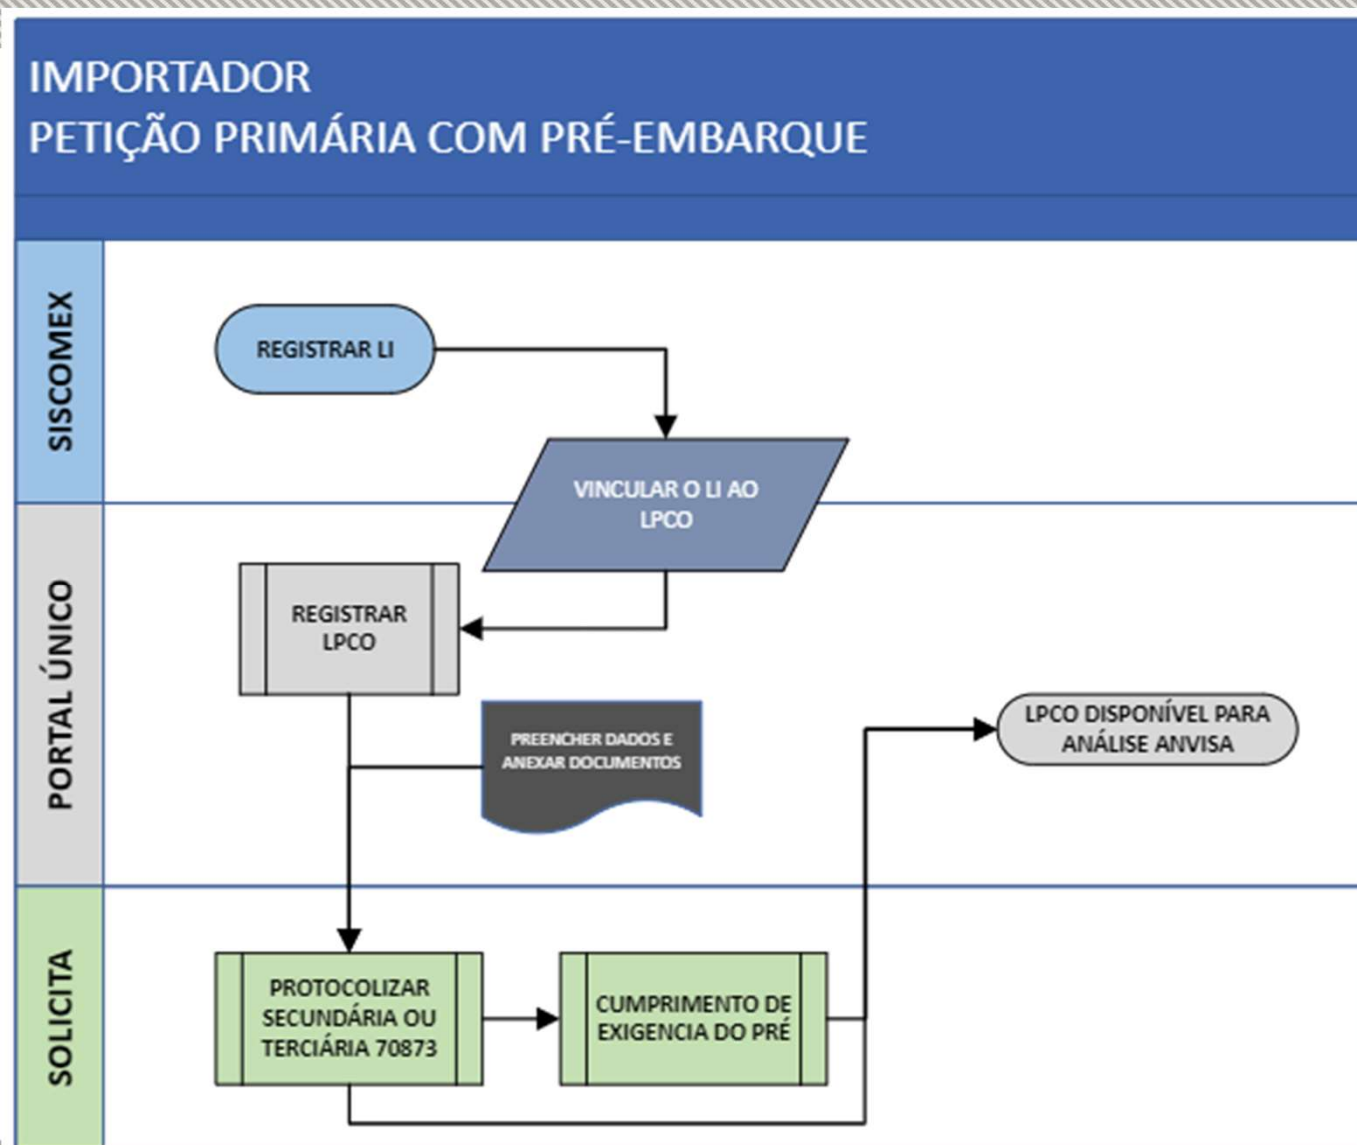 IMPORTADOR
PETIÇÃO PRIMÁRIA COM PRÉ-EMBARQUE
SISCOMEX
REGISTRAR LI
VINCULAR O LI AO
LPCO
PORTAL ÚNICO
REGISTRAR
LPCO
PREENCHER DADOS E
ANEXAR DOCUMENTOS
LPCO DISPONÍVEL PARA
ANÁLISE ANVISA
SOLICITA
PROTOCOLIZAR
SECUNDÁRIA OU
TERCIÁRIA 70873
CUMPRIMENTO DE
EXIGENCIA DO PRÉ